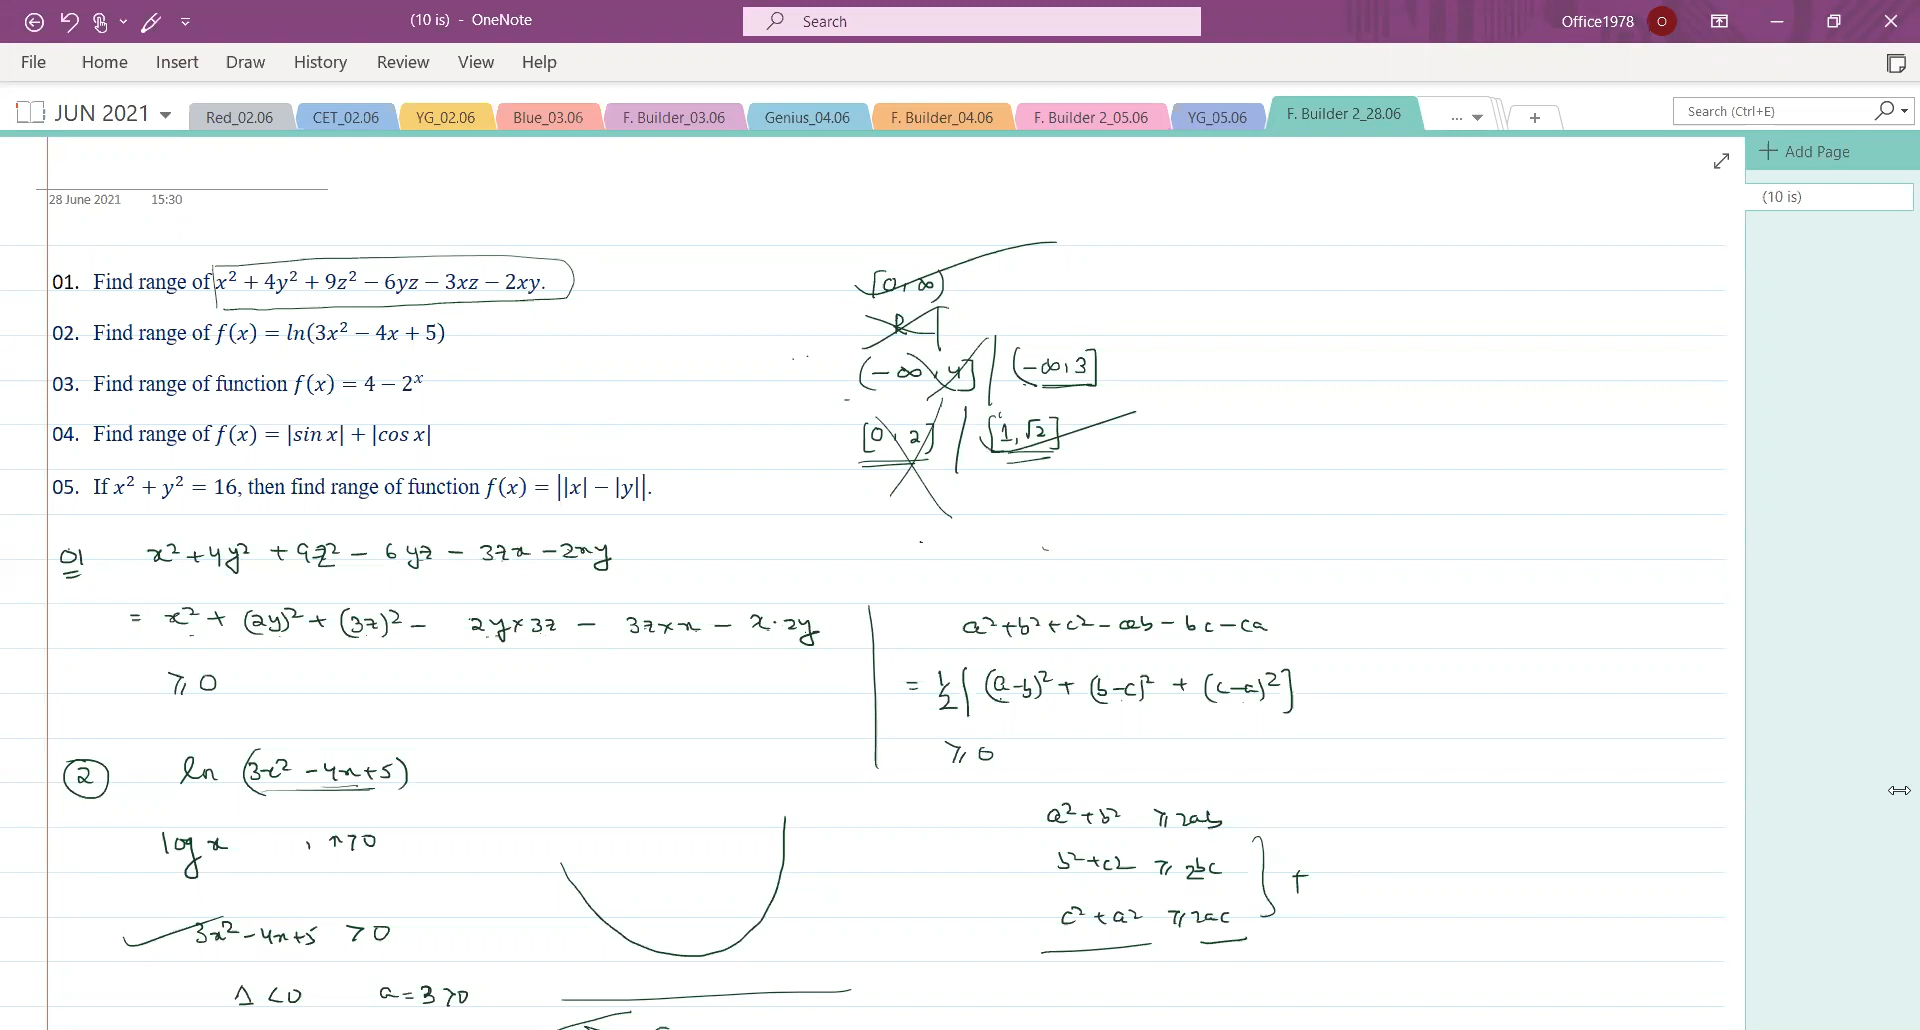 (10 is) - OneNote
Search
Office1978
O
File Home Insert Draw History Review View Help
JUN 2021
Red_02.06 CET_02.06 YG_02.06 Blue_03.06 F. Builder_03.06 Genius_04.06 F. Builder_04.06 F. Builder 2_05.06 YG_05.06 F. Builder 2_28.06 ... +
Search (Ctrl+E)
+ Add Page
(10 is)
28 June 2021 15:30
01. Find range of x² + 4y² + 9z² − 6yz − 3xz − 2xy.
[0, ∞)
02. Find range of f(x) = ln(3x² − 4x + 5)
R
03. Find range of function f(x) = 4 − 2ˣ
(-∞, 4] | (-∞, 3]
04. Find range of f(x) = |sin x| + |cos x|
[0, 2] | [1, √2]
05. If x² + y² = 16, then find range of function f(x) = ||x| − |y||.
01 x² + 4y² + 9z² − 6yz − 3zx − 2xy
= x² + (2y)² + (3z)² − 2y×3z − 3z×x − x·2y
⩾ 0
a² + b² + c² − ab − bc − ca
= 1/2 [(a-b)² + (b-c)² + (c-a)²]
⩾ 0
② ln (3x² − 4x + 5)
log x , x > 0
3x² − 4x + 5 > 0
Δ < 0 a = 3 > 0
a² + b² ⩾ 2ab
b² + c² ⩾ 2bc
c² + a² ⩾ 2ac
+